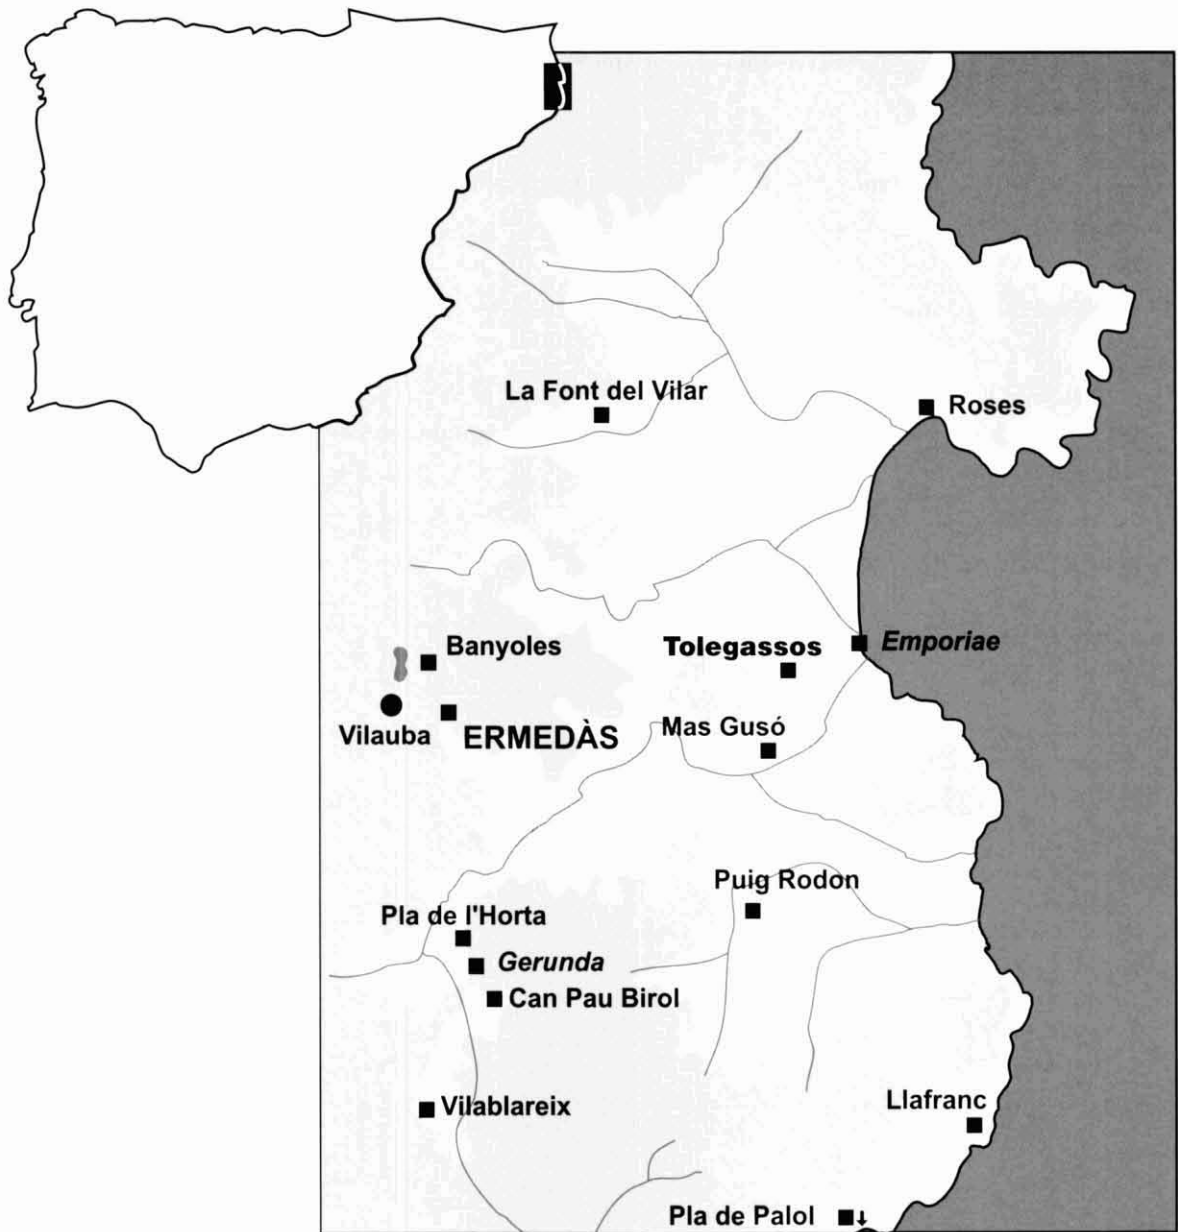 La Font del Vilar
Roses
Banyoles
Tolegassos
Emporiae
Vilauba
ERMEDÀS
Mas Gusó
Puig Rodon
Pla de l'Horta
Gerunda
Can Pau Birol
Vilablareix
Llafranc
Pla de Palol